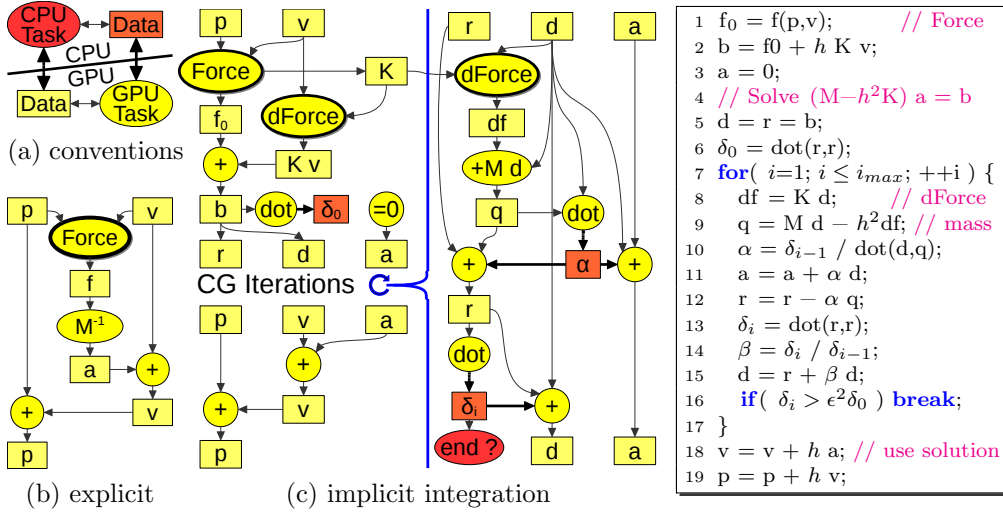 CPU
Task
Data
CPU
GPU
Data
GPU
Task
(a) conventions
p
v
Force
f
M⁻¹
a
+
+
v
p
(b) explicit
p
v
Force
K
dForce
f₀
+
K v
b
dot
δ₀
=0
r
d
a
CG Iterations
p
v
a
+
+
v
p
r
d
a
dForce
df
+M d
q
dot
+
α
+
r
dot
δᵢ
+
end ?
d
a
(c) implicit integration
1 f₀ = f(p,v); // Force
2 b = f0 + h K v;
3 a = 0;
4 // Solve (M−h²K) a = b
5 d = r = b;
6 δ₀ = dot(r,r);
7 for( i=1; i ≤ i_max; ++i ) {
8 df = K d; // dForce
9 q = M d − h²df; // mass
10 α = δᵢ₋₁ / dot(d,q);
11 a = a + α d;
12 r = r − α q;
13 δᵢ = dot(r,r);
14 β = δᵢ / δᵢ₋₁;
15 d = r + β d;
16 if( δᵢ > ϵ²δ₀ ) break;
17 }
18 v = v + h a; // use solution
19 p = p + h v;